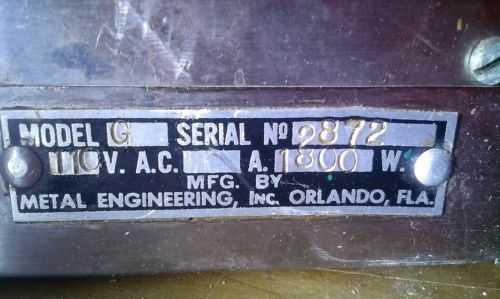 MODEL G SERIAL Nº 2872
110 V. A.C. A. 1800 W.
MFG. BY
METAL ENGINEERING, INC. ORLANDO, FLA.